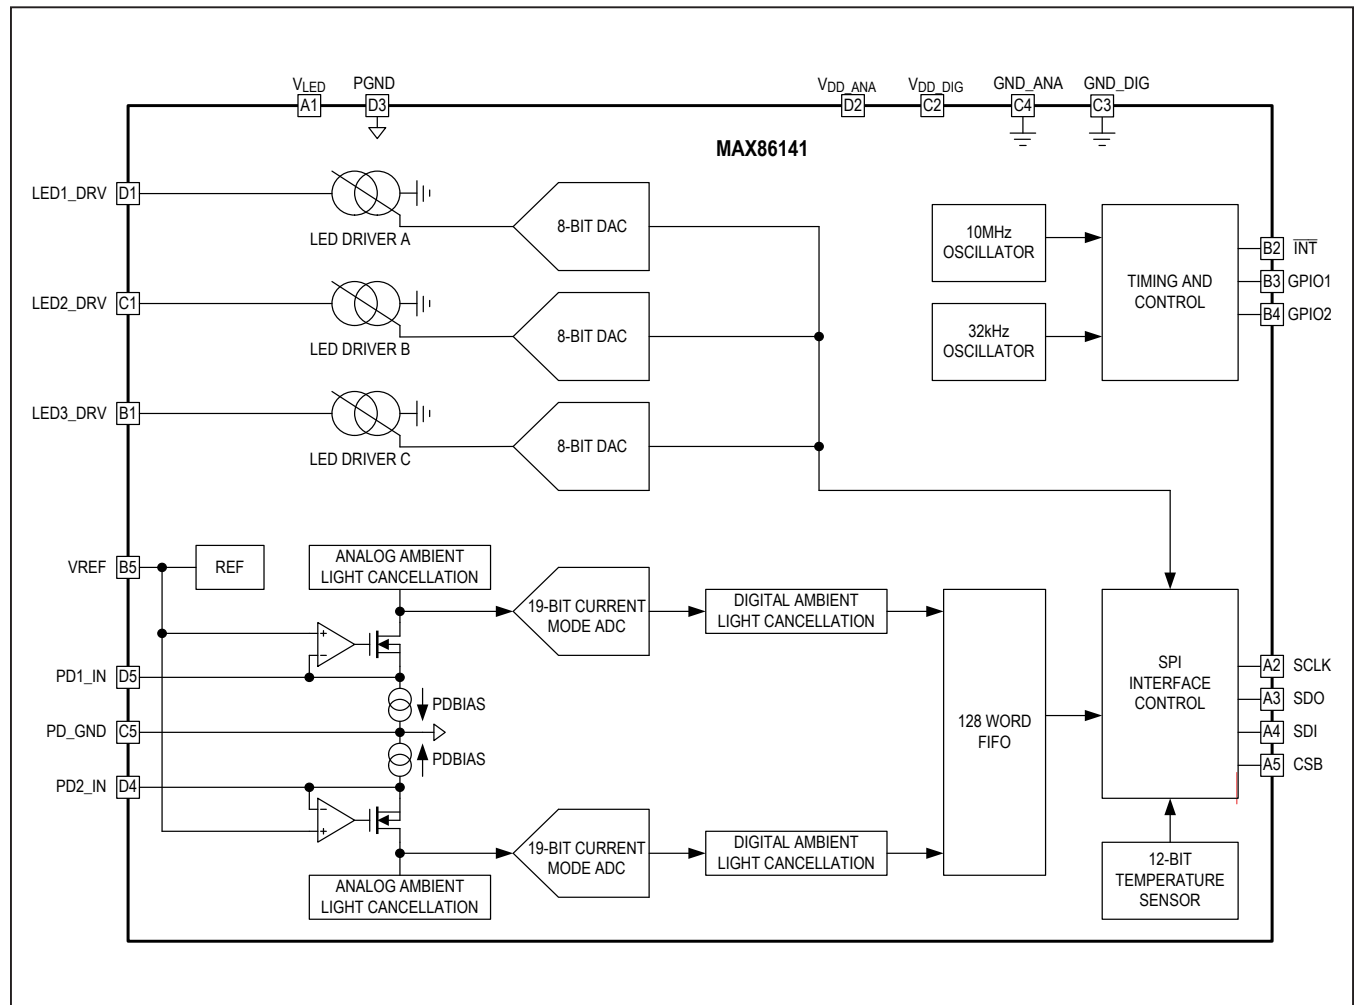 VLED PGND VDD_ANA VDD_DIG GND_ANA GND_DIG
A1 D3 D2 C2 C4 C3
MAX86141
LED1_DRV D1
LED DRIVER A
8-BIT DAC
LED2_DRV C1
LED DRIVER B
8-BIT DAC
LED3_DRV B1
LED DRIVER C
8-BIT DAC
10MHz
OSCILLATOR
32kHz
OSCILLATOR
TIMING AND
CONTROL
B2 INT
B3 GPIO1
B4 GPIO2
VREF B5
REF
ANALOG AMBIENT
LIGHT CANCELLATION
19-BIT CURRENT
MODE ADC
DIGITAL AMBIENT
LIGHT CANCELLATION
+
−
PD1_IN D5
PDBIAS
PD_GND C5
PDBIAS
PD2_IN D4
−
+
19-BIT CURRENT
MODE ADC
DIGITAL AMBIENT
LIGHT CANCELLATION
ANALOG AMBIENT
LIGHT CANCELLATION
128 WORD
FIFO
SPI
INTERFACE
CONTROL
A2 SCLK
A3 SDO
A4 SDI
A5 CSB
12-BIT
TEMPERATURE
SENSOR